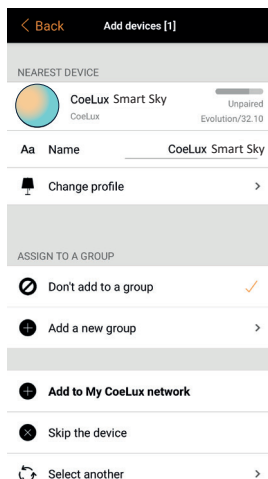 Back Add devices [1]
NEAREST DEVICE
CoeLux Smart Sky
CoeLux
Unpaired
Evolution/32.10
Aa Name CoeLux Smart Sky
Change profile
ASSIGN TO A GROUP
Don't add to a group
Add a new group
Add to My CoeLux network
Skip the device
Select another